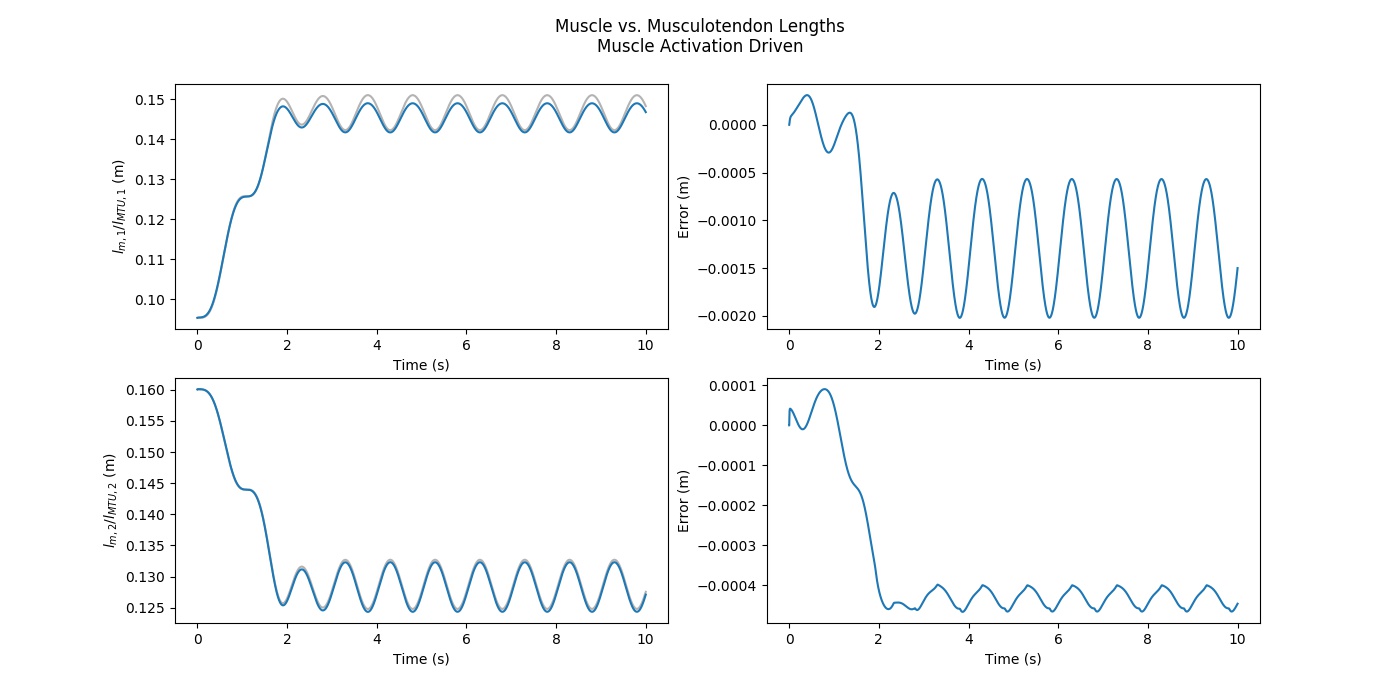 Muscle vs. Musculotendon Lengths
Muscle Activation Driven
l_{m,1}/l_{MTU,1} (m)
0.15
0.14
0.13
0.12
0.11
0.10
0 2 4 6 8 10
Time (s)
Error (m)
0.0000
−0.0005
−0.0010
−0.0015
−0.0020
0 2 4 6 8 10
Time (s)
l_{m,2}/l_{MTU,2} (m)
0.160
0.155
0.150
0.145
0.140
0.135
0.130
0.125
0 2 4 6 8 10
Time (s)
Error (m)
0.0001
0.0000
−0.0001
−0.0002
−0.0003
−0.0004
0 2 4 6 8 10
Time (s)